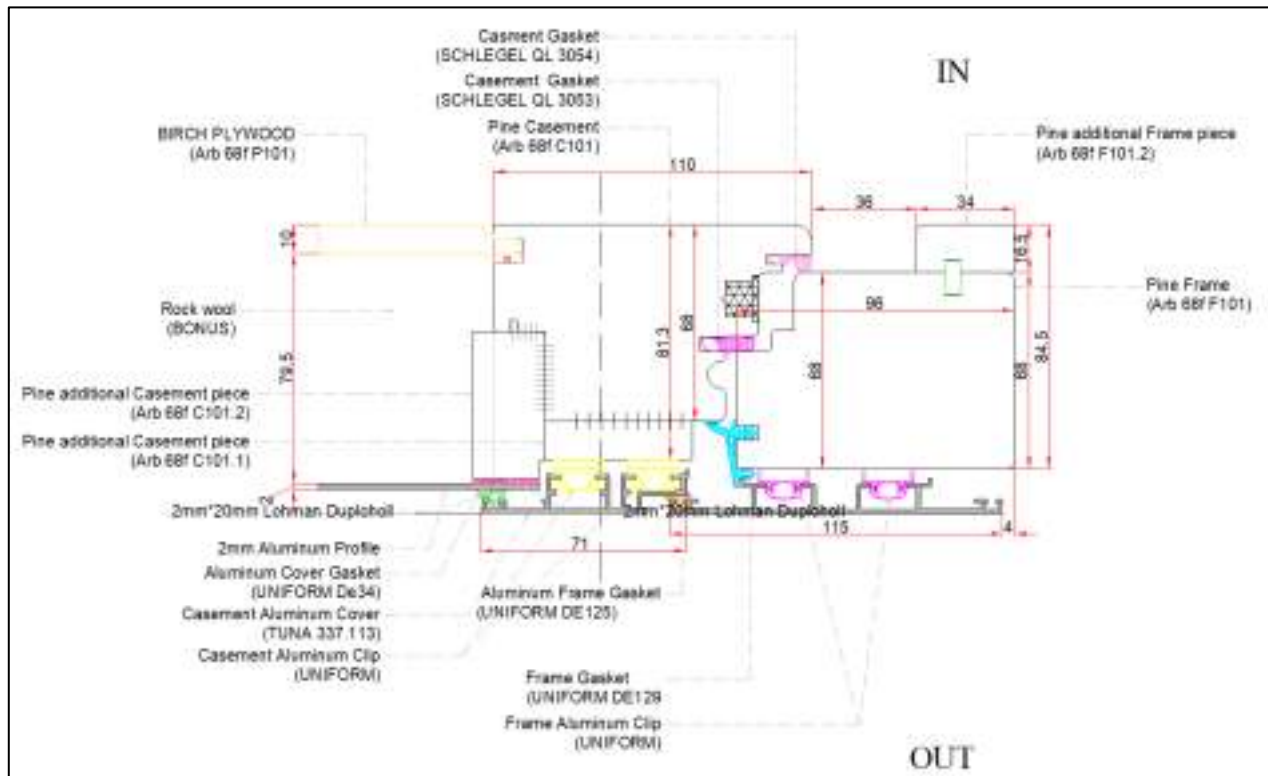 Casment Gasket
(SCHLEGEL QL 3054)
IN
Casement Gasket
(SCHLEGEL QL 3053)
BIRCH PLYWOOD
(Arb 68f P101)
Pine Casement
(Arb 68f C101)
Pine additional Frame piece
(Arb 68f F101.2)
110
36
34
10
16.5
Rock wool
(BONUS)
Pine Frame
(Arb 68f F101)
96
79.5
81.3
68
68
68
84.5
Pine additional Casement piece
(Arb 68f C101.2)
Pine additional Casement piece
(Arb 68f C101.1)
2
2mm*20mm Lohman Duploholl
2mm*20mm Lohman Duploholl
115
4
71
2mm Aluminum Profile
Aluminum Cover Gasket
(UNIFORM De34)
Aluminum Frame Gasket
(UNIFORM DE125)
Casement Aluminum Cover
(TUNA 337.113)
Casement Aluminum Clip
(UNIFORM)
Frame Gasket
(UNIFORM DE129
Frame Aluminum Clip
(UNIFORM)
OUT